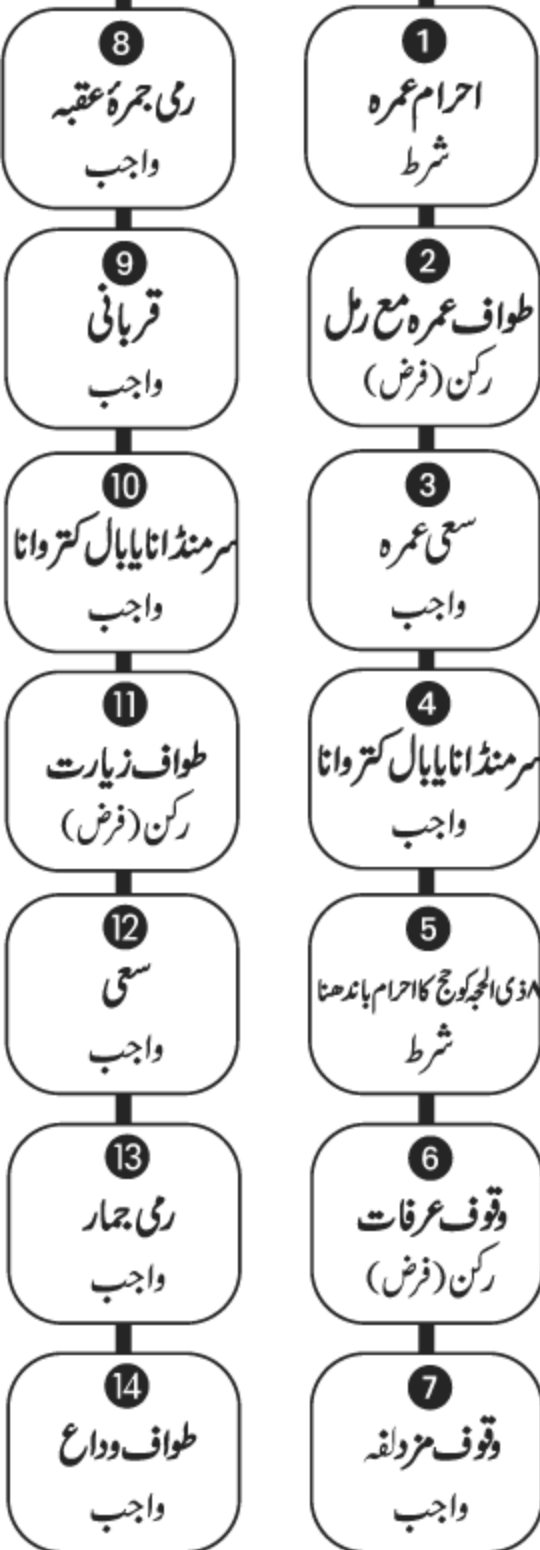 1
احرام عمرہ
شرط
2
طواف عمرہ مع رمل
رکن (فرض)
3
سعی عمرہ
واجب
4
سر منڈانا یا بال کتروانا
واجب
5
۸ ذی الحجہ کو حج کا احرام باندھنا
شرط
6
وقوف عرفات
رکن (فرض)
7
وقوف مزدلفہ
واجب
8
رمی جمرۂ عقبہ
واجب
9
قربانی
واجب
10
سر منڈانا یا بال کتروانا
واجب
11
طواف زیارت
رکن (فرض)
12
سعی
واجب
13
رمی جمار
واجب
14
طواف وداع
واجب